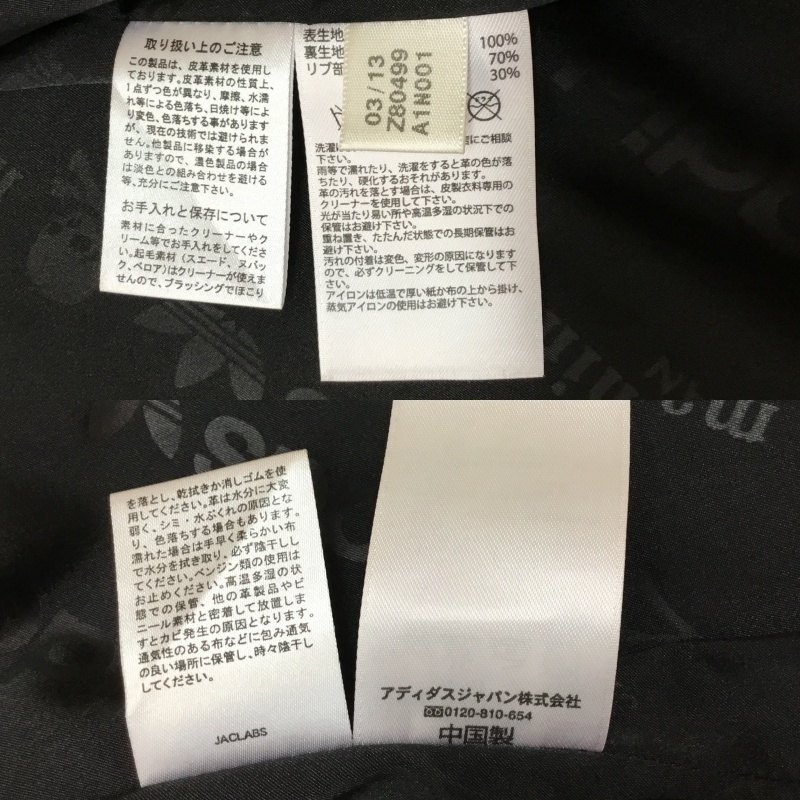 取り扱い上のご注意
この製品は、皮革素材を使用し
ております。皮革素材の性質上、
1点ずつ色が異なり、摩擦、水濡
れ等による色落ち、日焼け等によ
り変色、色落ちする事があります
が、現在の技術では避けられま
せん。他製品に移染する場合が
ありますので、濃色製品の場合
は淡色との組み合わせを避ける
等、充分にご注意下さい。
お手入れと保存について
素材に合ったクリーナーやク
リーム等でお手入れをしてくださ
い。起毛素材（スエード、ヌバッ
ク、ベロア）はクリーナーが使えま
せんので、ブラッシングでほこり
表生地 100%
裏生地 70%
リブ部 30%
03/13
Z80499
A1N001
洗濯に
にご相談
下さい。
雨等で濡れたり、洗濯をすると革の色が落
ちたり、硬化するおそれがあります。
革の汚れを落とす場合は、皮製衣料専用の
クリーナーを使用して下さい。
光が当たり易い所や高温多湿の状況下での
保管はお避け下さい。
重ね置き、たたんだ状態での長期保管はお
避け下さい。
汚れの付着は変色、変形の原因になります
ので、必ずクリーニングをして保管して下
さい。
アイロンは低温で厚い紙か布の上から掛け、
蒸気アイロンの使用はお避け下さい。
を落とし、乾拭きか消しゴムを使
用してください。革は水分に大変
弱く、シミ・水ぶくれの原因とな
り、色落ちする場合もあります。
濡れた場合は手早く柔らかい布
で水分を拭き取り、必ず陰干しし
てください。ベンジン類の使用は
お止めください。高温多湿の状
態での保管、他の革製品やビ
ニール素材と密着して放置しま
すとカビ発生の原因となります。
通気性のある布などに包み通気
の良い場所に保管し、時々陰干し
してください。
JACLABS
アディダスジャパン株式会社
0120-810-654
中国製